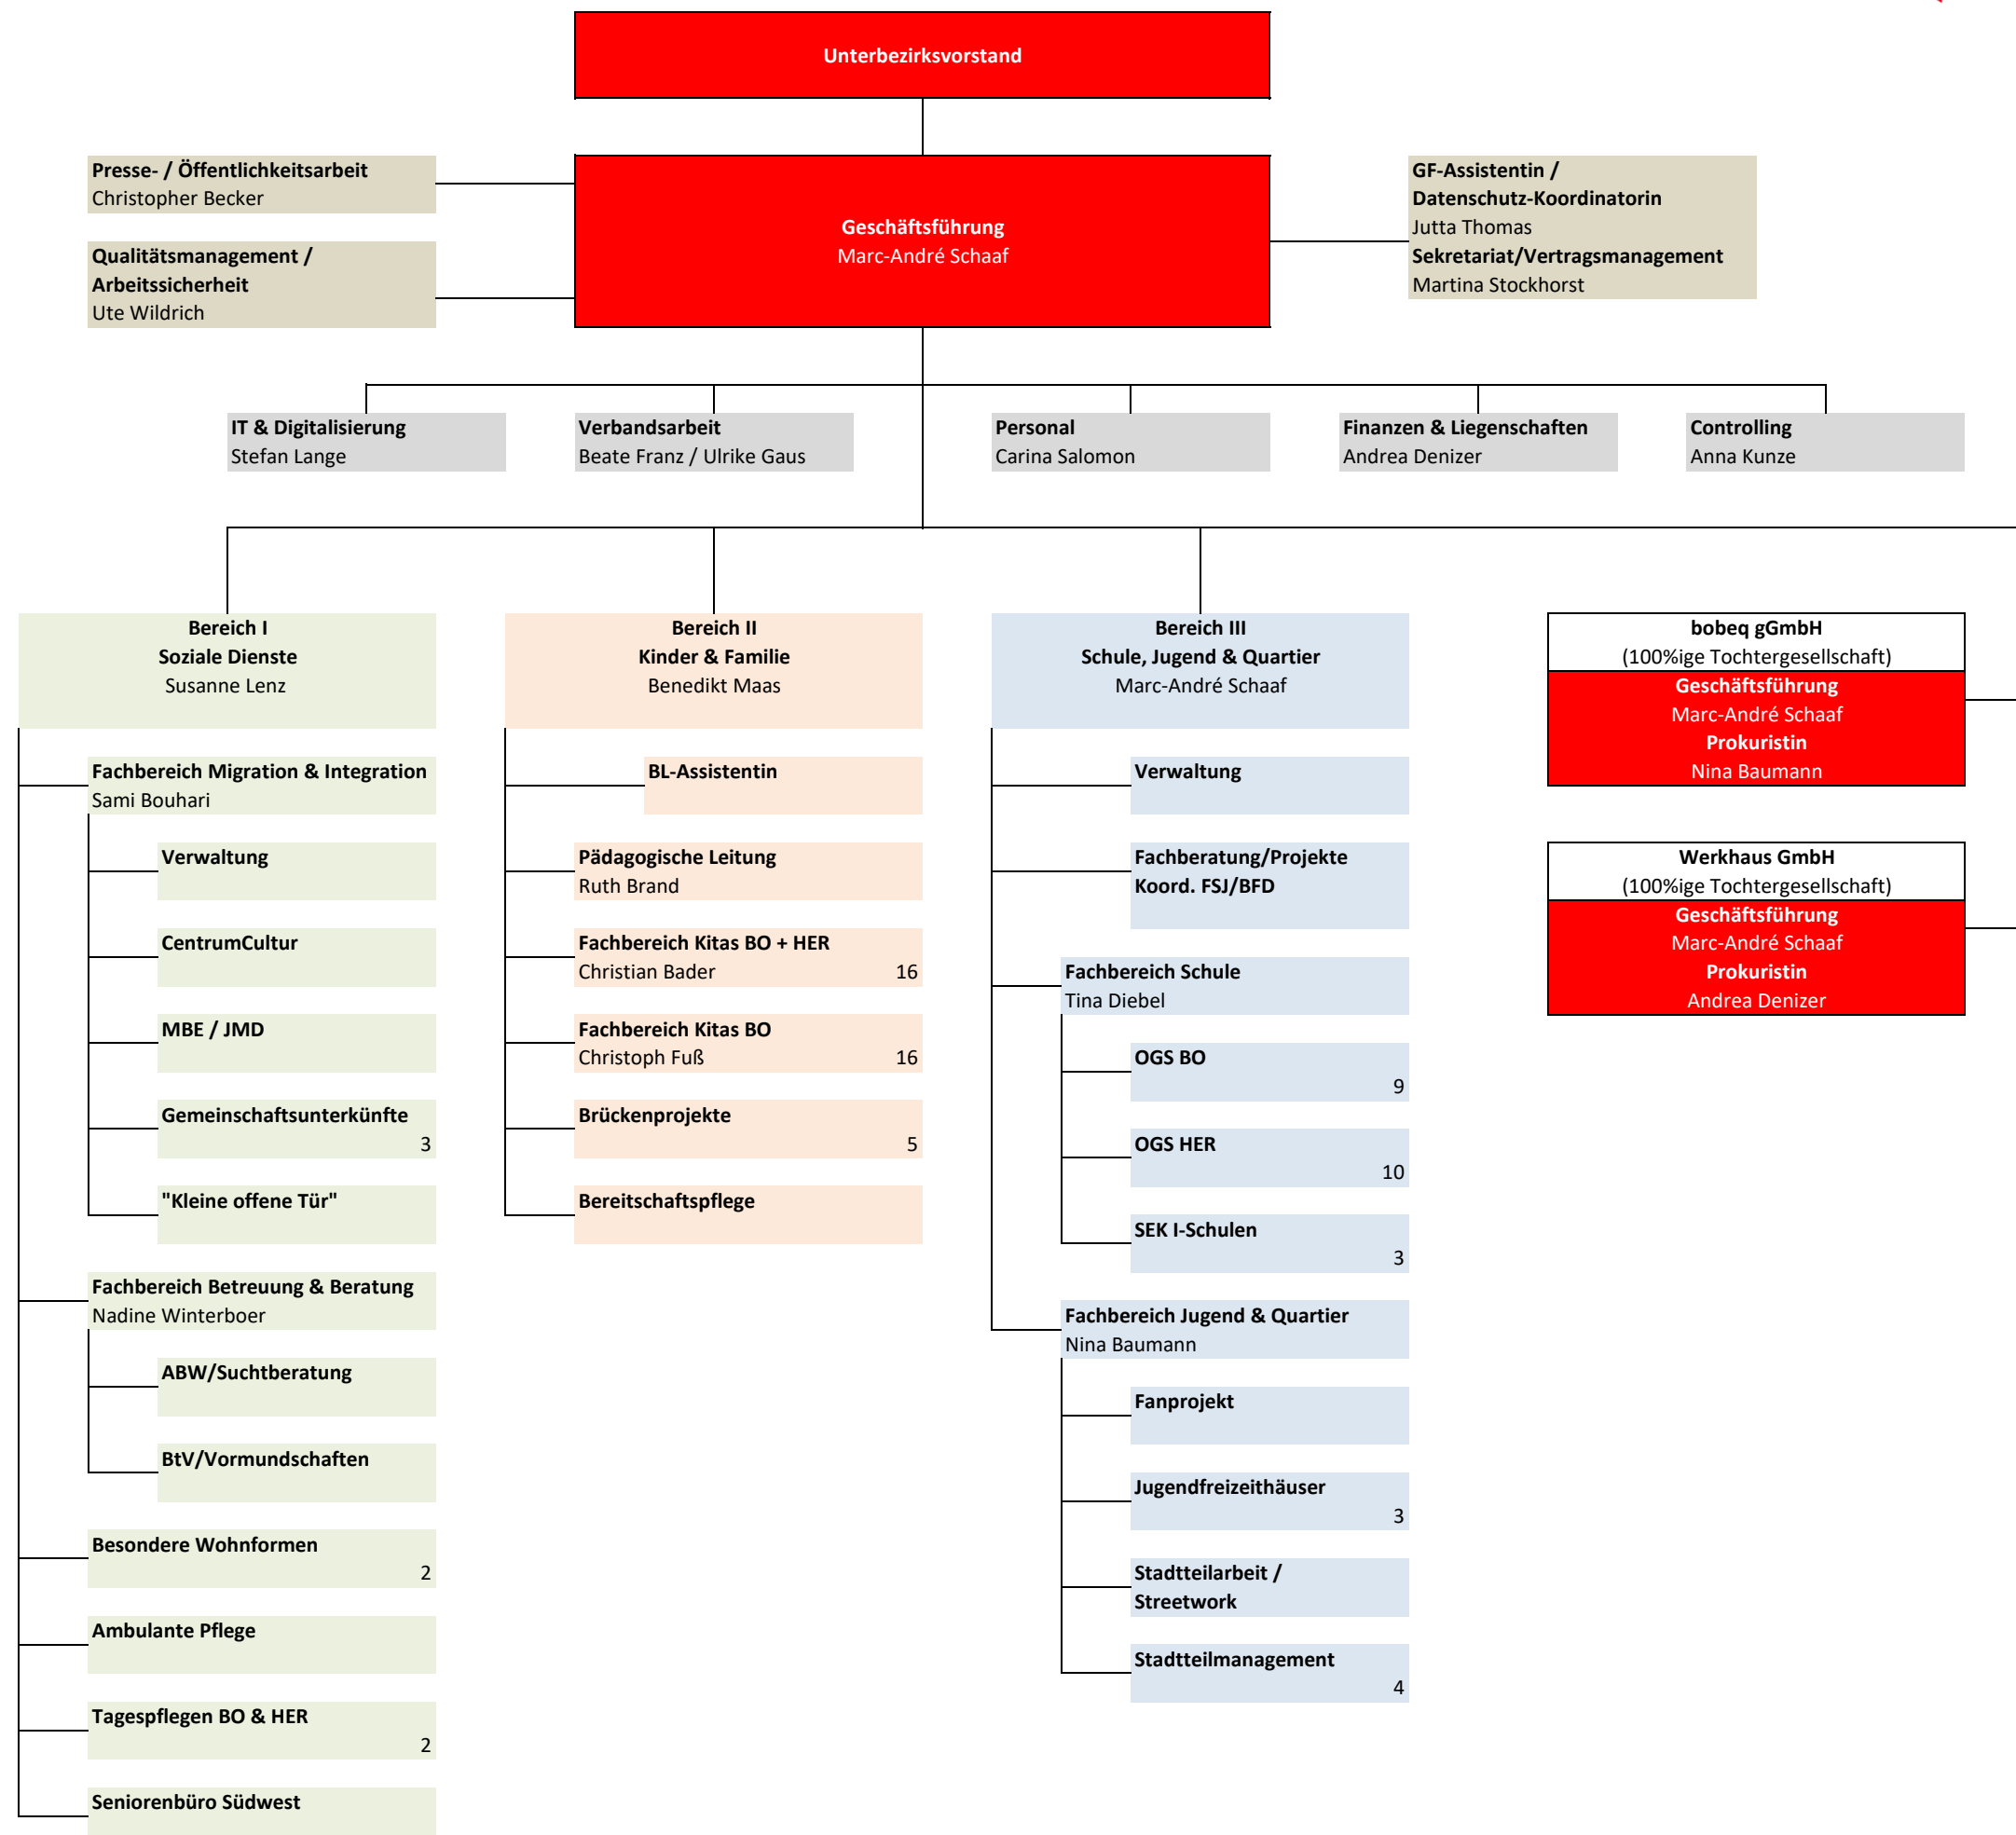 Unterbezirksvorstand
Presse- / Öffentlichkeitsarbeit
Christopher Becker
Qualitätsmanagement /
Arbeitssicherheit
Ute Wildrich
Geschäftsführung
Marc-André Schaaf
GF-Assistentin /
Datenschutz-Koordinatorin
Jutta Thomas
Sekretariat/Vertragsmanagement
Martina Stockhorst
IT & Digitalisierung
Stefan Lange
Verbandsarbeit
Beate Franz / Ulrike Gaus
Personal
Carina Salomon
Finanzen & Liegenschaften
Andrea Denizer
Controlling
Anna Kunze
Bereich I
Soziale Dienste
Susanne Lenz
Fachbereich Migration & Integration
Sami Bouhari
Verwaltung
CentrumCultur
MBE / JMD
Gemeinschaftsunterkünfte
3
"Kleine offene Tür"
Fachbereich Betreuung & Beratung
Nadine Winterboer
ABW/Suchtberatung
BtV/Vormundschaften
Besondere Wohnformen
2
Ambulante Pflege
Tagespflegen BO & HER
2
Seniorenbüro Südwest
Bereich II
Kinder & Familie
Benedikt Maas
BL-Assistentin
Pädagogische Leitung
Ruth Brand
Fachbereich Kitas BO + HER
Christian Bader 16
Fachbereich Kitas BO
Christoph Fuß 16
Brückenprojekte
5
Bereitschaftspflege
Bereich III
Schule, Jugend & Quartier
Marc-André Schaaf
Verwaltung
Fachberatung/Projekte
Koord. FSJ/BFD
Fachbereich Schule
Tina Diebel
OGS BO
9
OGS HER
10
SEK I-Schulen
3
Fachbereich Jugend & Quartier
Nina Baumann
Fanprojekt
Jugendfreizeithäuser
3
Stadtteilarbeit /
Streetwork
Stadtteilmanagement
4
bobeq gGmbH
(100%ige Tochtergesellschaft)
Geschäftsführung
Marc-André Schaaf
Prokuristin
Nina Baumann
Werkhaus GmbH
(100%ige Tochtergesellschaft)
Geschäftsführung
Marc-André Schaaf
Prokuristin
Andrea Denizer